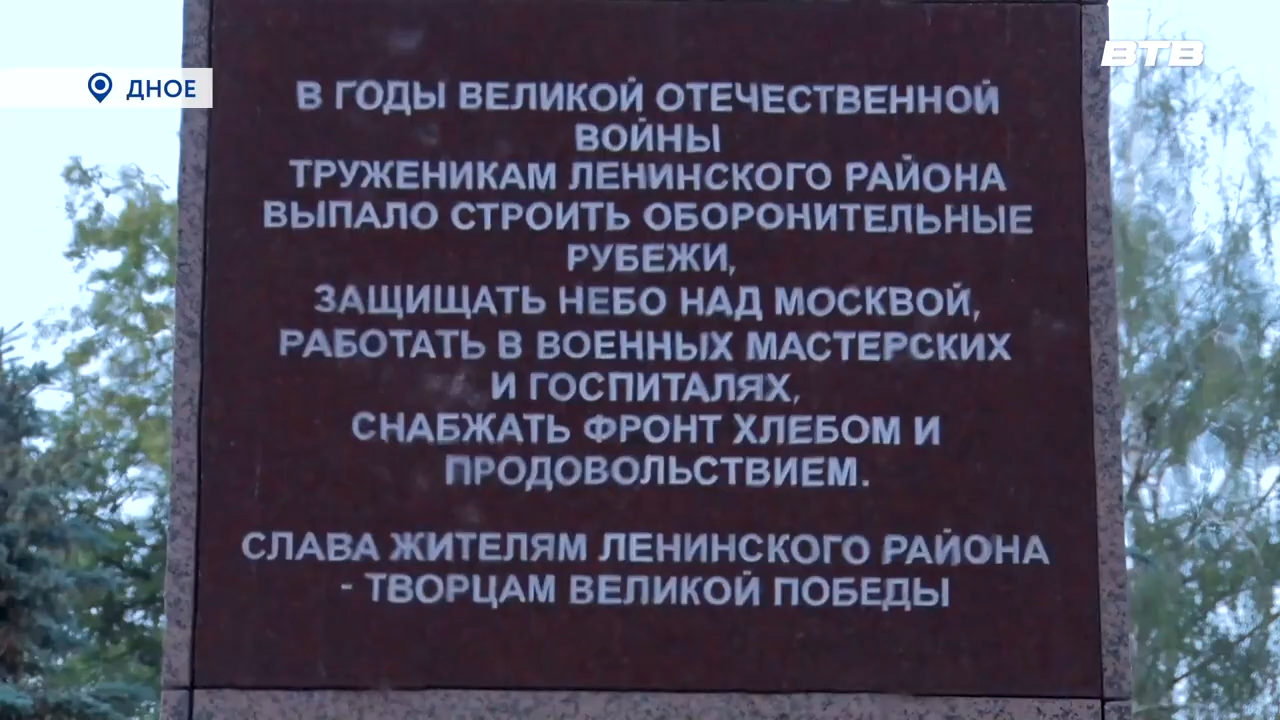 ДНОЕ
ВТВ
В ГОДЫ ВЕЛИКОЙ ОТЕЧЕСТВЕННОЙ
ВОЙНЫ
ТРУЖЕНИКАМ ЛЕНИНСКОГО РАЙОНА
ВЫПАЛО СТРОИТЬ ОБОРОНИТЕЛЬНЫЕ
РУБЕЖИ,
ЗАЩИЩАТЬ НЕБО НАД МОСКВОЙ,
РАБОТАТЬ В ВОЕННЫХ МАСТЕРСКИХ
И ГОСПИТАЛЯХ,
СНАБЖАТЬ ФРОНТ ХЛЕБОМ И
ПРОДОВОЛЬСТВИЕМ.
СЛАВА ЖИТЕЛЯМ ЛЕНИНСКОГО РАЙОНА
- ТВОРЦАМ ВЕЛИКОЙ ПОБЕДЫ